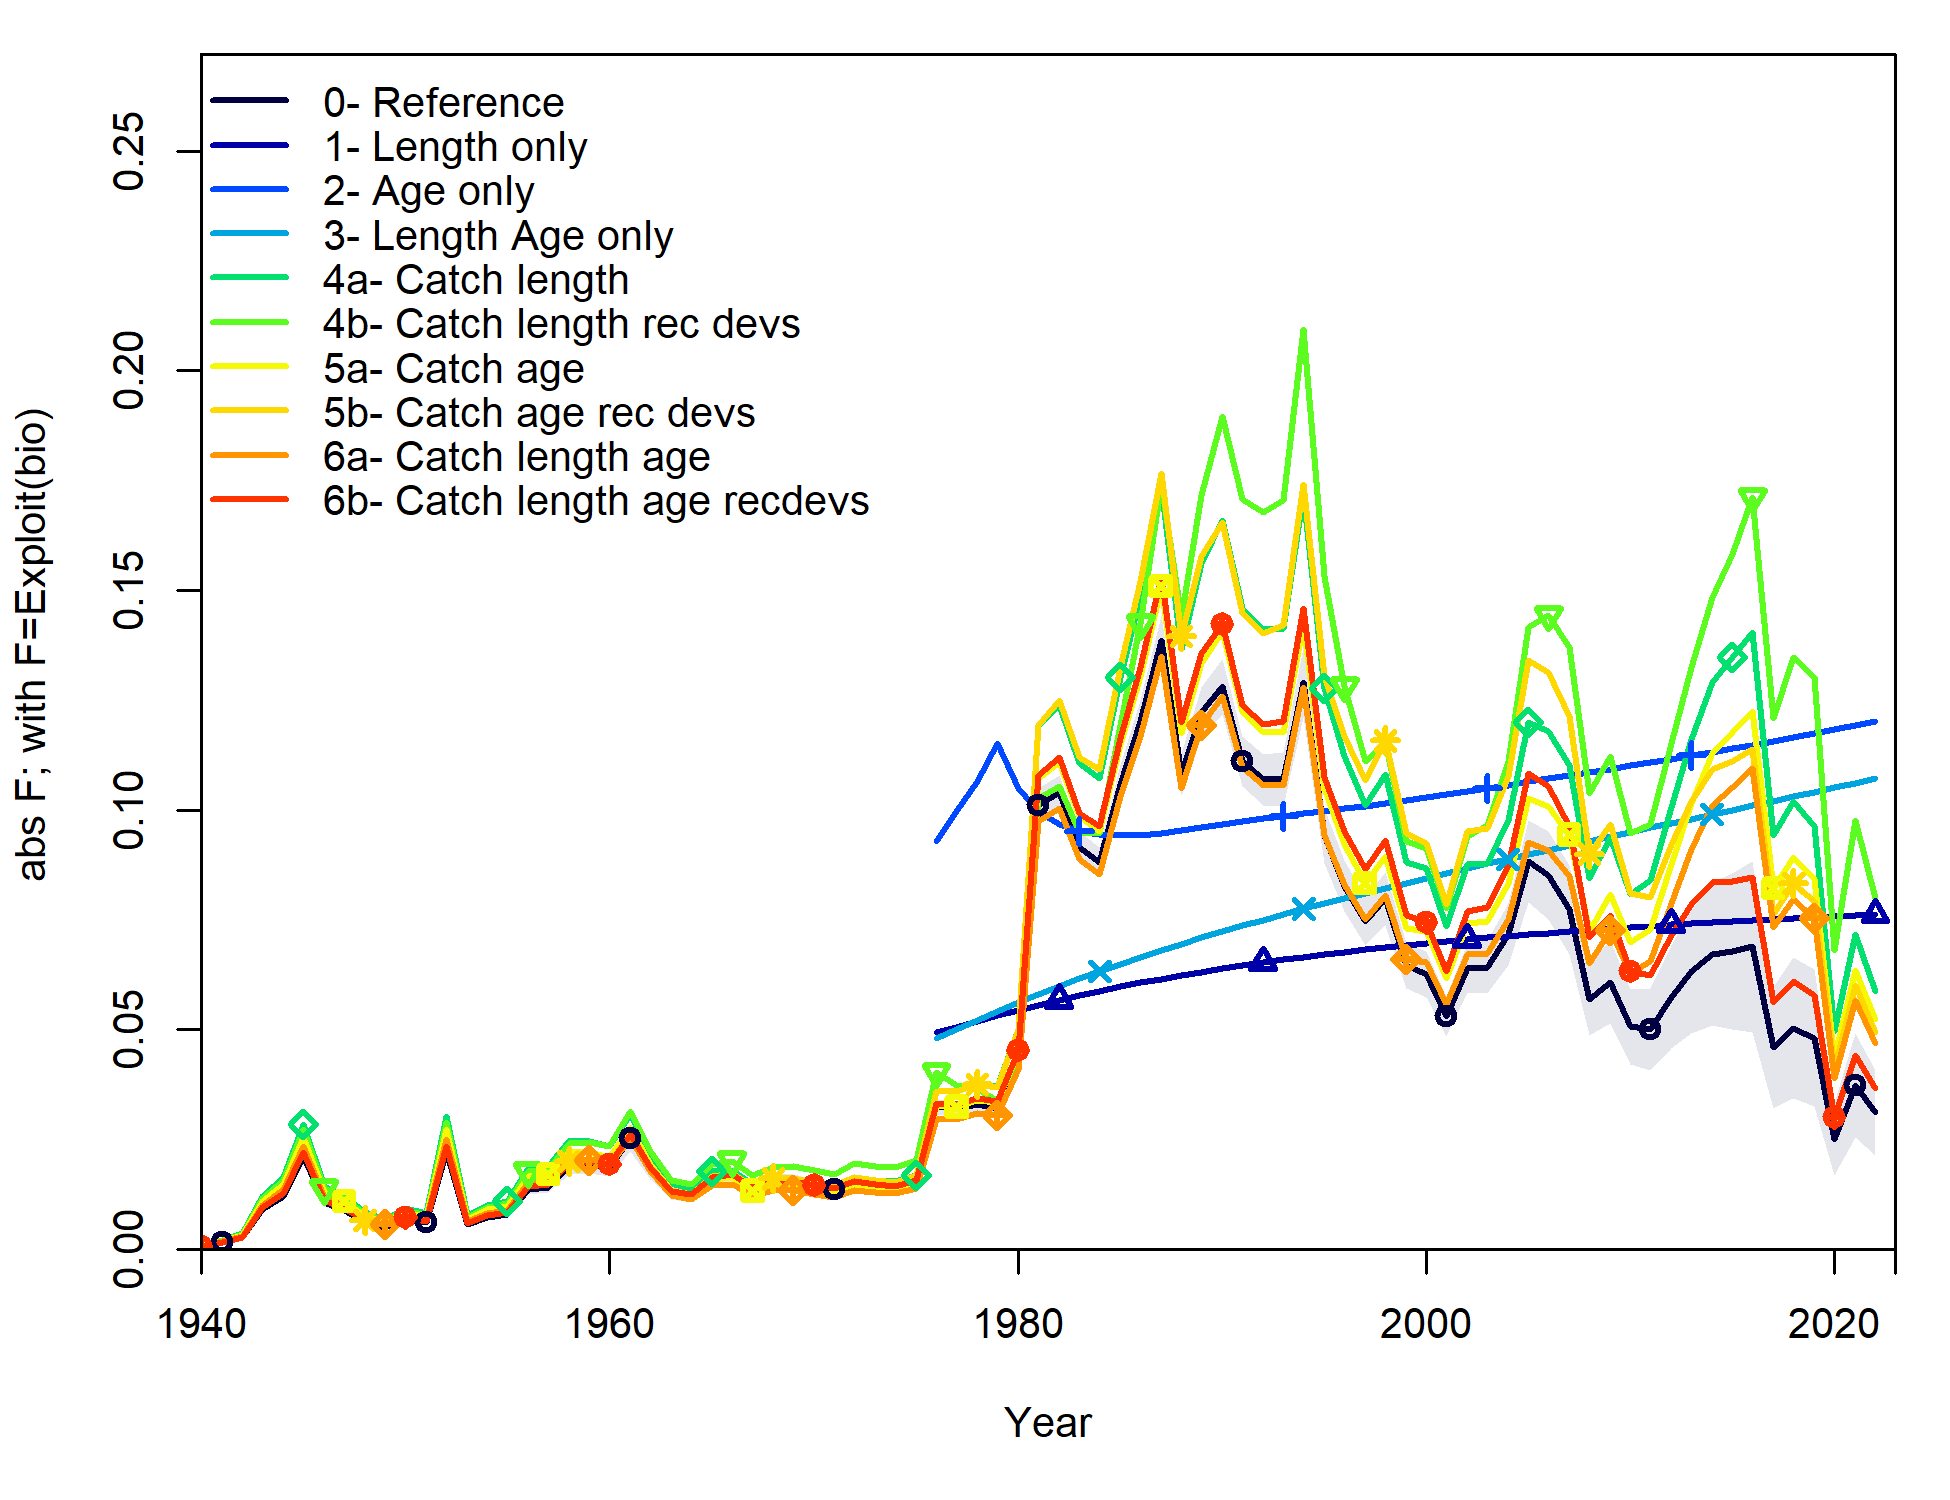 0- Reference
1- Length only
2- Age only
3- Length Age only
4a- Catch length
4b- Catch length rec devs
5a- Catch age
5b- Catch age rec devs
6a- Catch length age
6b- Catch length age recdevs
abs F; with F=Exploit(bio)
0.25
0.20
0.15
0.10
0.05
0.00
1940 1960 1980 2000 2020
Year